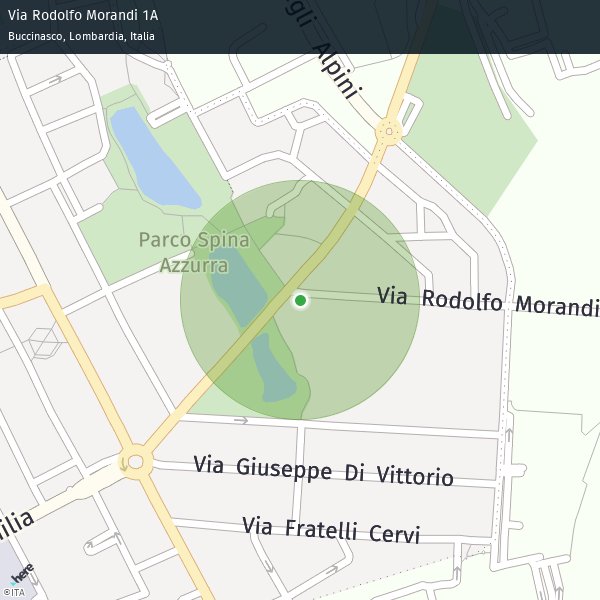 Via Rodolfo Morandi 1A
Buccinasco, Lombardia, Italia
gli Alpini
Parco Spina
Azzurra
Via Rodolfo Morandi
Via Giuseppe Di Vittorio
Via Fratelli Cervi
ilia
here
©ITA